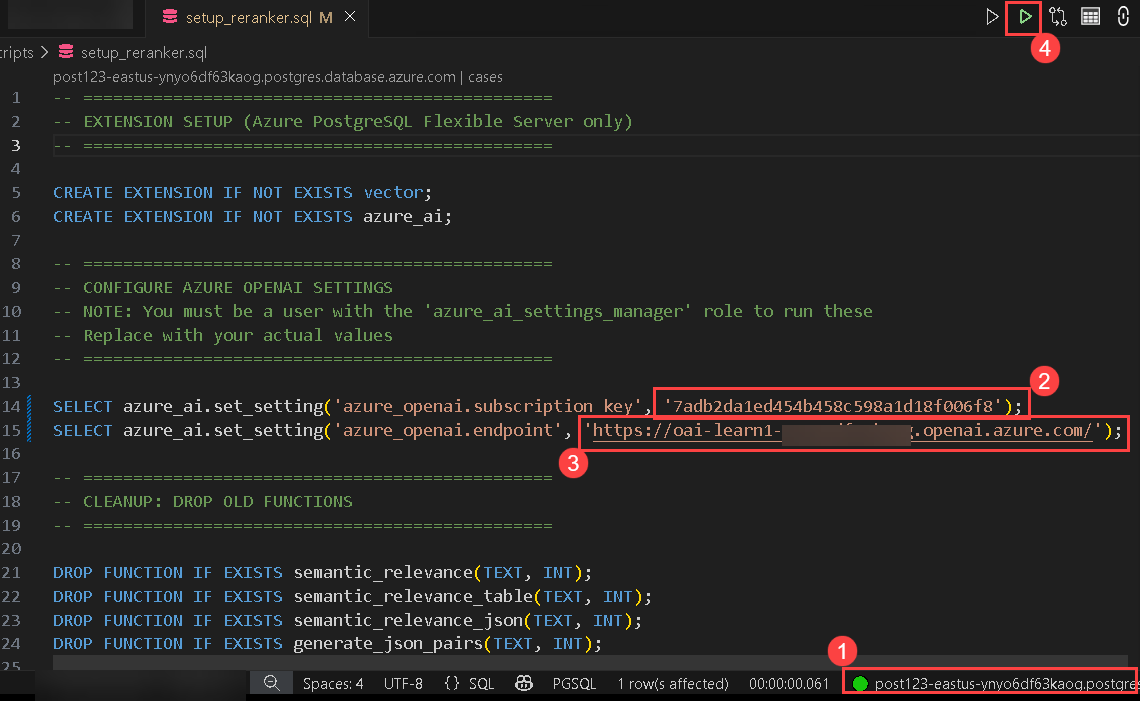 setup_reranker.sql M
4
ripts > setup_reranker.sql
post123-eastus-ynyo6df63kaog.postgres.database.azure.com | cases
1 -- ===============================================
2 -- EXTENSION SETUP (Azure PostgreSQL Flexible Server only)
3 -- ===============================================
4
5 CREATE EXTENSION IF NOT EXISTS vector;
6 CREATE EXTENSION IF NOT EXISTS azure_ai;
7
8 -- ===============================================
9 -- CONFIGURE AZURE OPENAI SETTINGS
10 -- NOTE: You must be a user with the 'azure_ai_settings_manager' role to run these
11 -- Replace with your actual values
12 -- ===============================================
13
2
14 SELECT azure_ai.set_setting('azure_openai.subscription_key', '7adb2da1ed454b458c598a1d18f006f8');
15 SELECT azure_ai.set_setting('azure_openai.endpoint', 'https://oai-learn1- .openai.azure.com/');
16
3
17 -- ===============================================
18 -- CLEANUP: DROP OLD FUNCTIONS
19 -- ===============================================
20
21 DROP FUNCTION IF EXISTS semantic_relevance(TEXT, INT);
22 DROP FUNCTION IF EXISTS semantic_relevance_table(TEXT, INT);
23 DROP FUNCTION IF EXISTS semantic_relevance_json(TEXT, INT);
24 DROP FUNCTION IF EXISTS generate_json_pairs(TEXT, INT);
25
1
Spaces: 4 UTF-8 {} SQL PGSQL 1 row(s affected) 00:00:00.061 post123-eastus-ynyo6df63kaog.postgres